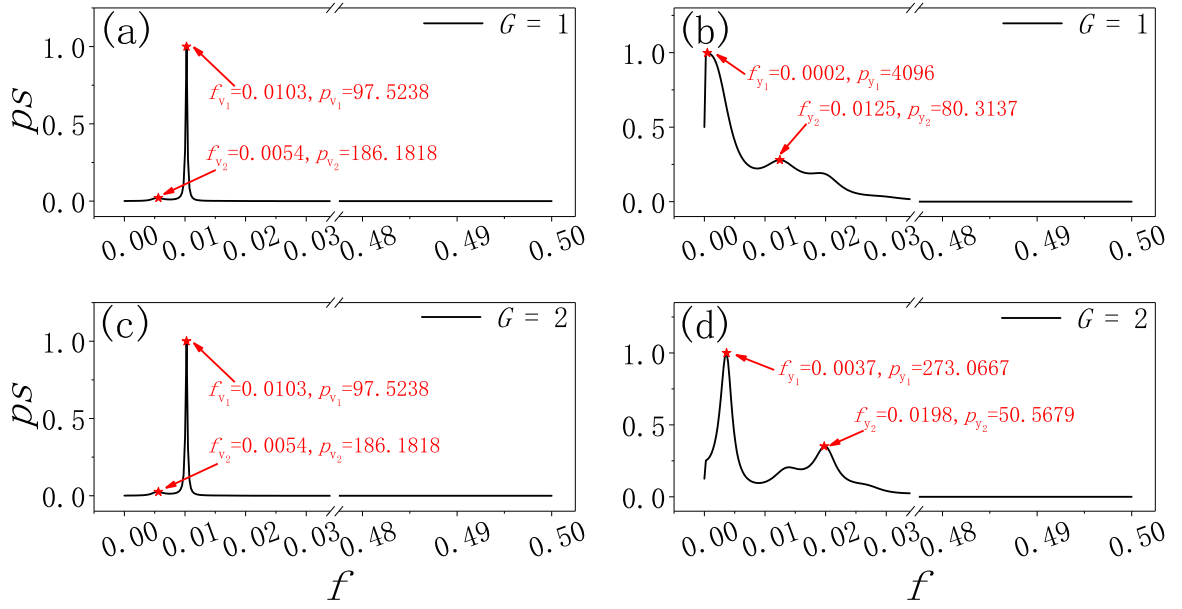 (a)
G = 1
1.0
f_v₁=0.0103, p_v₁=97.5238
0.5
f_v₂=0.0054, p_v₂=186.1818
0.0
ps
0.00 0.01 0.02 0.03 0.48 0.49 0.50
(b)
G = 1
1.0
f_y₁=0.0002, p_y₁=4096
f_y₂=0.0125, p_y₂=80.3137
0.5
0.0
0.00 0.01 0.02 0.03 0.48 0.49 0.50
(c)
G = 2
1.0
f_v₁=0.0103, p_v₁=97.5238
0.5
f_v₂=0.0054, p_v₂=186.1818
0.0
ps
0.00 0.01 0.02 0.03 0.48 0.49 0.50
f
(d)
G = 2
1.0
f_y₁=0.0037, p_y₁=273.0667
f_y₂=0.0198, p_y₂=50.5679
0.5
0.0
0.00 0.01 0.02 0.03 0.48 0.49 0.50
f